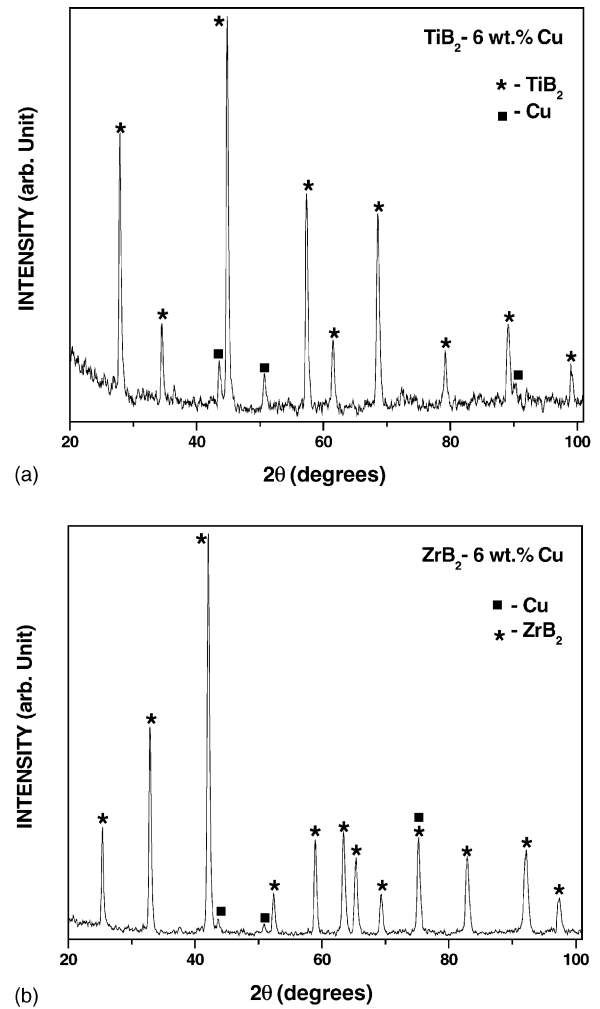 TiB₂- 6 wt.% Cu
* - TiB₂
■ - Cu
INTENSITY (arb. Unit)
20 40 60 80 100
2θ (degrees)
(a)
ZrB₂- 6 wt.% Cu
■ - Cu
* - ZrB₂
INTENSITY (arb. Unit)
20 40 60 80 100
2θ (degrees)
(b)